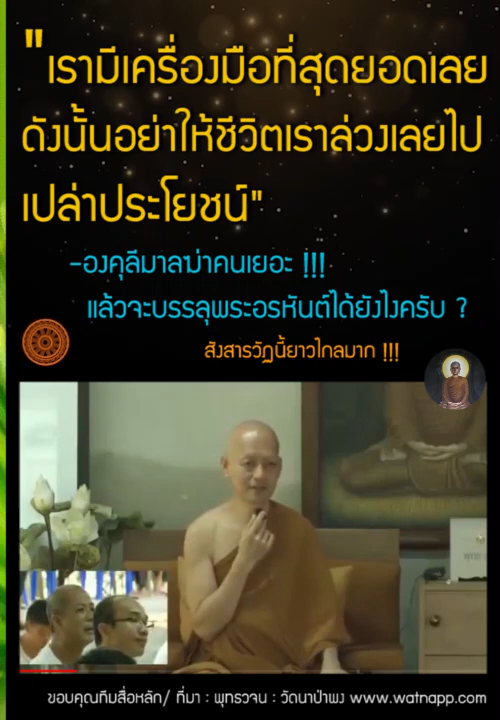 "เรามีเครื่องมือที่สุดยอดเลย
ดังนั้นอย่าให้ชีวิตเราล่วงเลยไป
เปล่าประโยชน์"
-องคุลีมาลฆ่าคนเยอะ !!!
แล้วจะบรรลุพระอรหันต์ได้ยังไงครับ ?
สังสารวัฏนี้ยาวไกลมาก !!!
ขอบคุณทีมสื่อหลัก/ ที่มา : พุทธวจน : วัดนาป่าพง www.watnapp.com